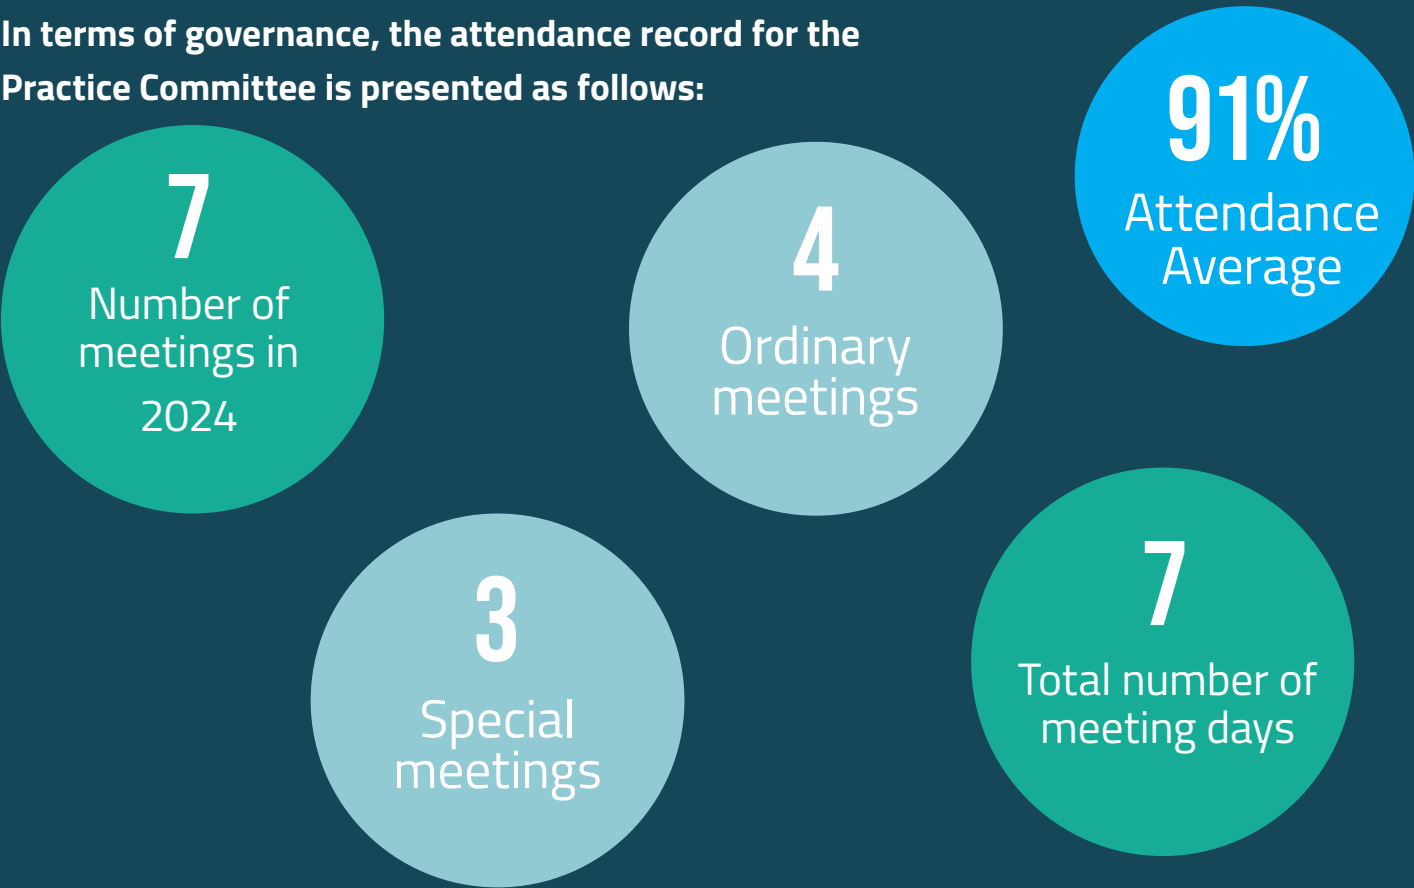 In terms of governance, the attendance record for the
Practice Committee is presented as follows:
7
Number of
meetings in
2024
4
Ordinary
meetings
91%
Attendance
Average
3
Special
meetings
7
Total number of
meeting days